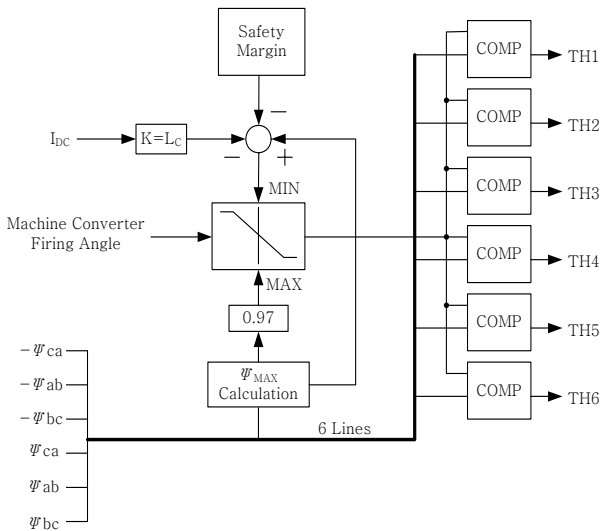 Safety
Margin
−
I_DC
K=L_C
−
+
MIN
Machine Converter
Firing Angle
MAX
0.97
Ψ_MAX
Calculation
6 Lines
−Ψca
−Ψab
−Ψbc
Ψca
Ψab
Ψbc
COMP
TH1
COMP
TH2
COMP
TH3
COMP
TH4
COMP
TH5
COMP
TH6